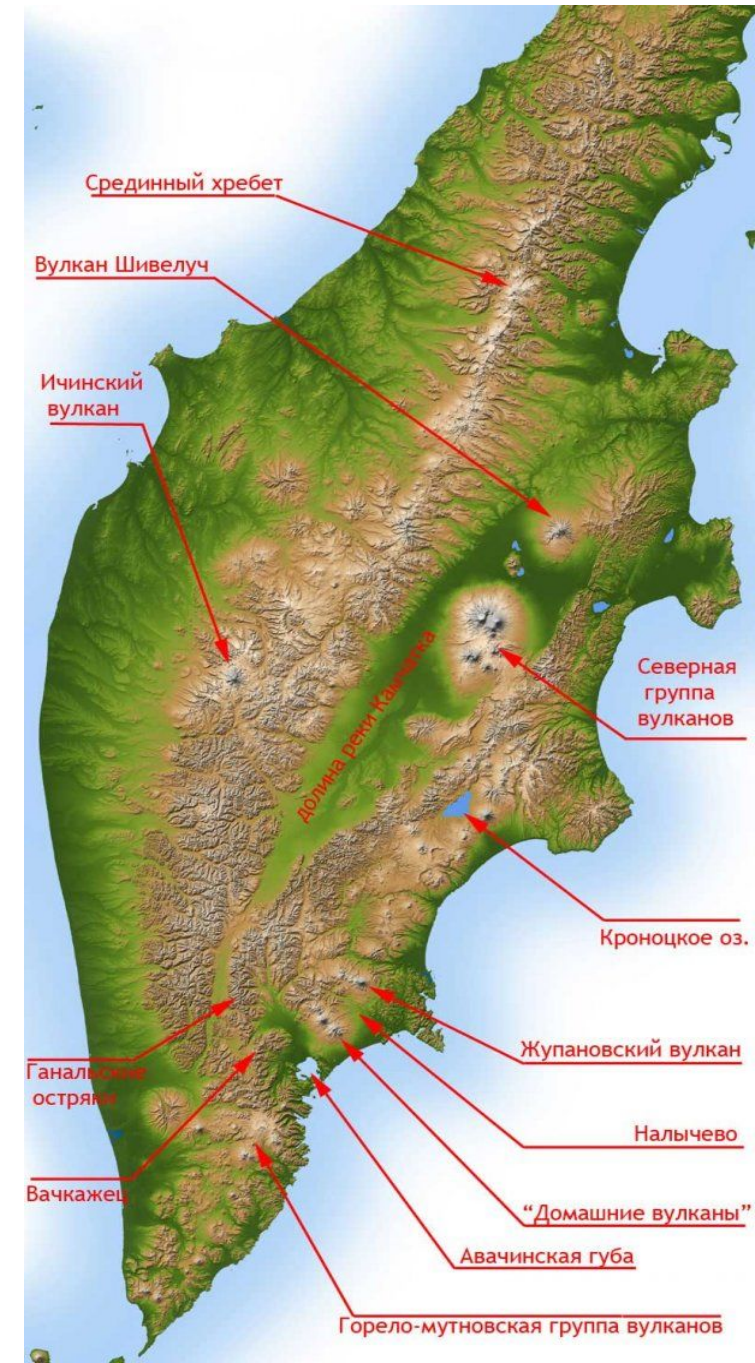 Срединный хребет
Вулкан Шивелуч
Ичинский
вулкан
долина реки Камчатка
Северная
группа
вулканов
Кроноцкое оз.
Жупановский вулкан
Ганальские
остряки
Налычево
Вачкажец
“Домашние вулканы”
Авачинская губа
Горело-мутновская группа вулканов